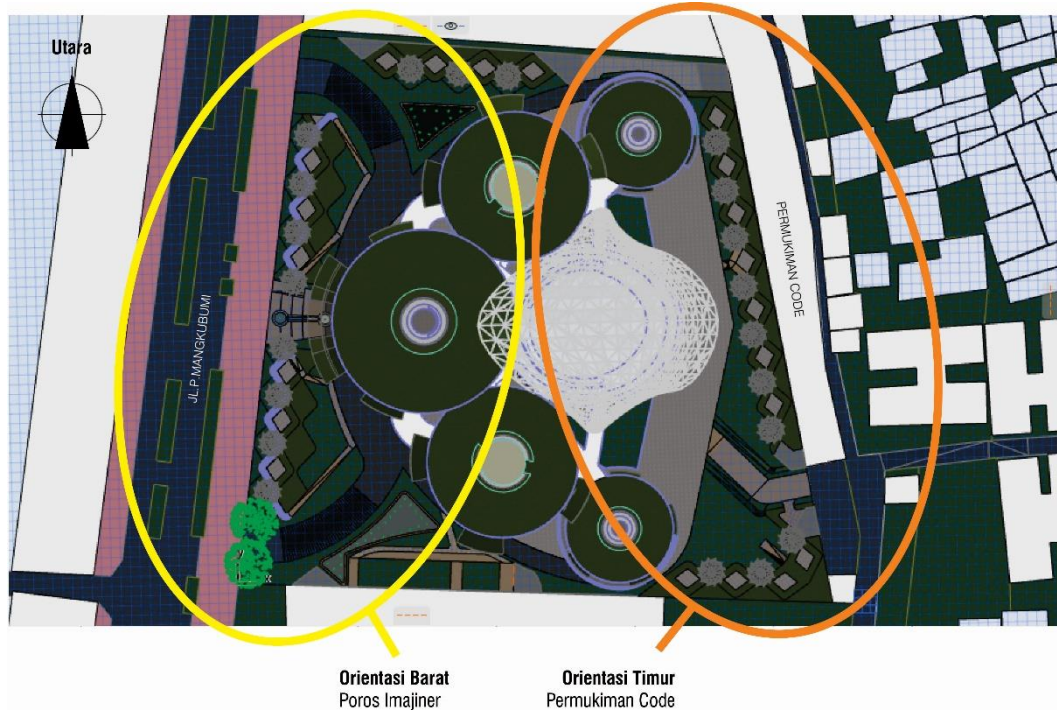 Utara
JL.P.MANGKUBUMI
PERMUKIMAN CODE
Orientasi Barat
Poros Imajiner
Orientasi Timur
Permukiman Code